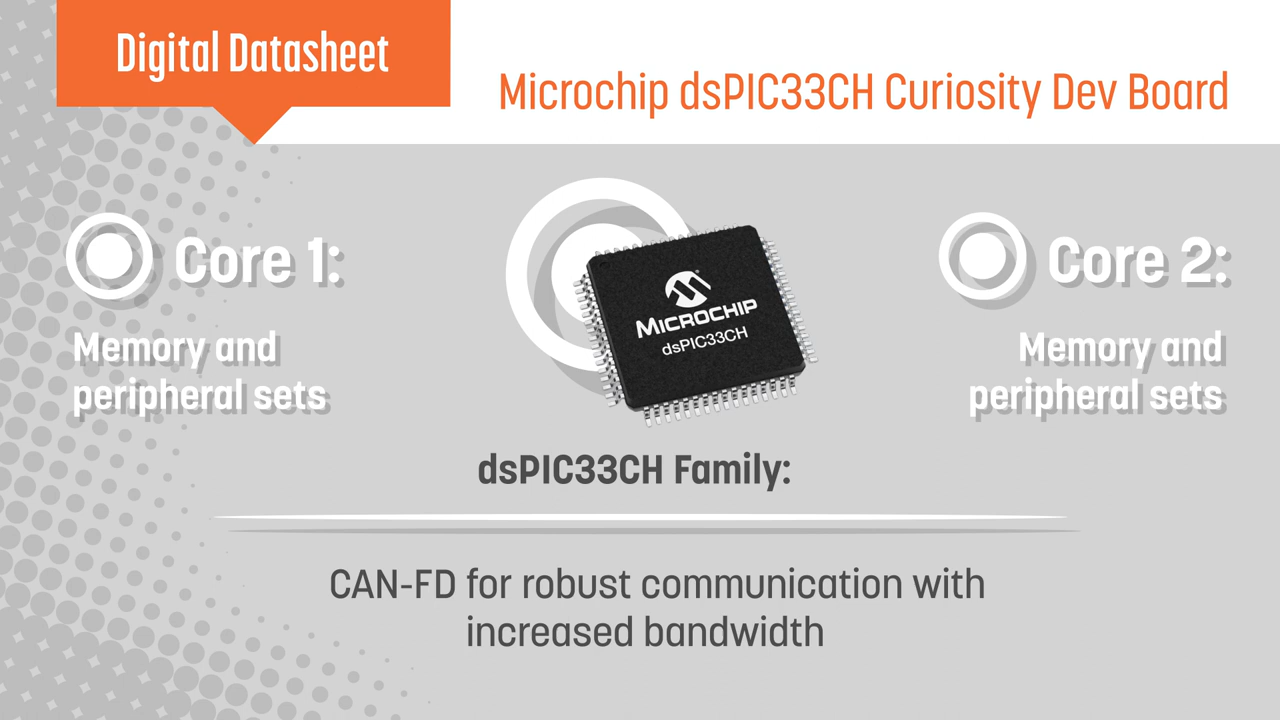 Digital Datasheet
Microchip dsPIC33CH Curiosity Dev Board
Core 1:
Memory and
peripheral sets
MICROCHIP
dsPIC33CH
Core 2:
Memory and
peripheral sets
dsPIC33CH Family:
CAN-FD for robust communication with
increased bandwidth